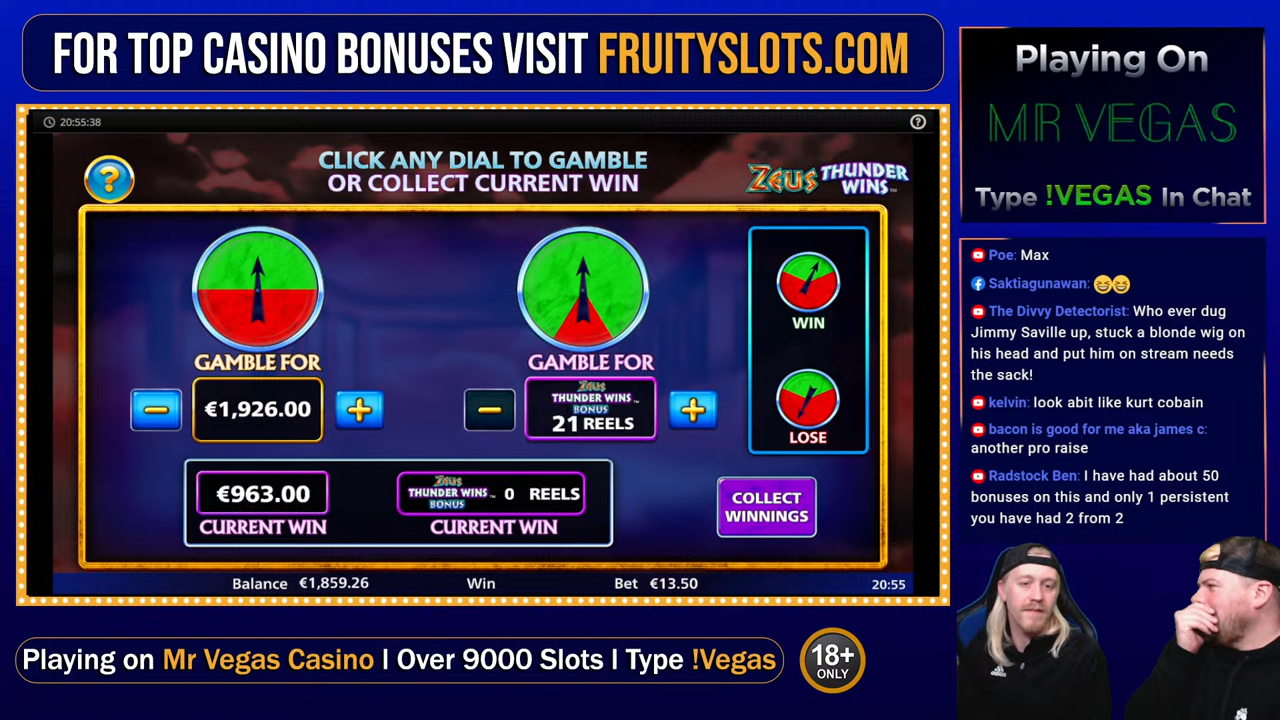 FOR TOP CASINO BONUSES VISIT FRUITYSLOTS.COM
20:55:38
?
?
CLICK ANY DIAL TO GAMBLE
OR COLLECT CURRENT WIN
ZEUS THUNDER
WINS™
GAMBLE FOR
- €1,926.00 +
GAMBLE FOR
ZEUS
THUNDER WINS™
BONUS
- 21 REELS +
WIN
LOSE
€963.00
CURRENT WIN
ZEUS
THUNDER WINS™
BONUS
0 REELS
CURRENT WIN
COLLECT
WINNINGS
Balance €1,859.26 Win Bet €13.50 20:55
Playing on Mr Vegas Casino | Over 9000 Slots | Type !Vegas
18+
ONLY
Playing On
MR VEGAS
Type !VEGAS In Chat
Poe: Max
Saktiagunawan: 😆😆
The Divvy Detectorist: Who ever dug
Jimmy Saville up, stuck a blonde wig on
his head and put him on stream needs
the sack!
kelvin: look abit like kurt cobain
bacon is good for me aka james c:
another pro raise
Radstock Ben: I have had about 50
bonuses on this and only 1 persistent
you have had 2 from 2